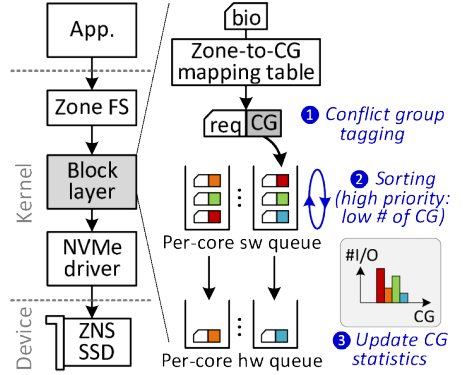 App.
Kernel
Zone FS
Block
layer
NVMe
driver
Device
ZNS
SSD
bio
Zone-to-CG
mapping table
req CG
1 Conflict group
tagging
2 Sorting
(high priority:
low # of CG)
Per-core sw queue
#I/O
CG
3 Update CG
statistics
Per-core hw queue